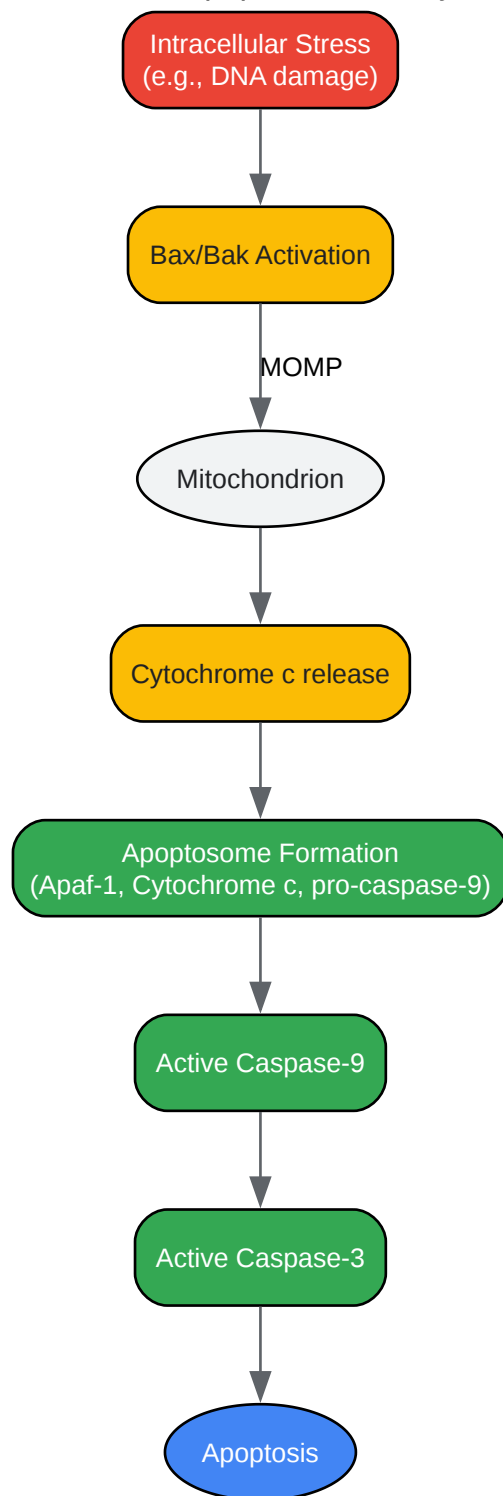 Intracellular Stress
(e.g., DNA damage)
Bax/Bak Activation
MOMP
Mitochondrion
Cytochrome c release
Apoptosome Formation
(Apaf-1, Cytochrome c, pro-caspase-9)
Active Caspase-9
Active Caspase-3
Apoptosis